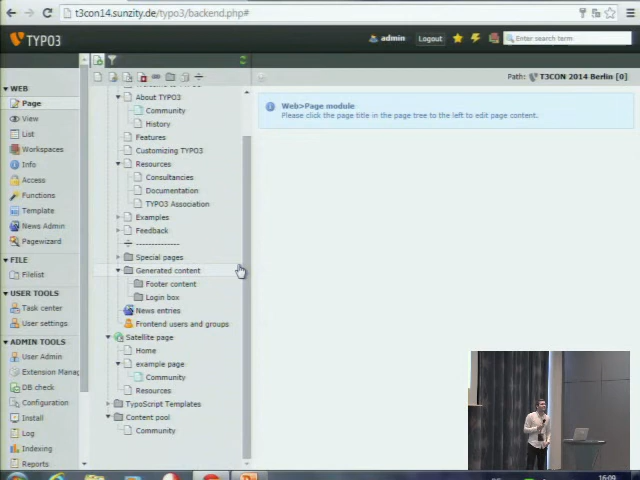 t3con14.sunzity.de/typo3/backend.php#
TYPO3
admin
Logout
Enter search term
Path: T3CON 2014 Berlin [0]
WEB
Page
View
List
Workspaces
Info
Access
Functions
Template
News Admin
Pagewizard
FILE
Filelist
USER TOOLS
Task center
User settings
ADMIN TOOLS
User Admin
Extension Manag
DB check
Configuration
Install
Log
Indexing
Reports
About TYPO3
Community
History
Features
Customizing TYPO3
Resources
Consultancies
Documentation
TYPO3 Association
Examples
Feedback
--------------
Special pages
Generated content
Footer content
Login box
News entries
Frontend users and groups
Satellite page
Home
example page
Community
Resources
TypoScript Templates
Content pool
Community
Web>Page module
Please click the page title in the page tree to the left to edit page content.
16:09